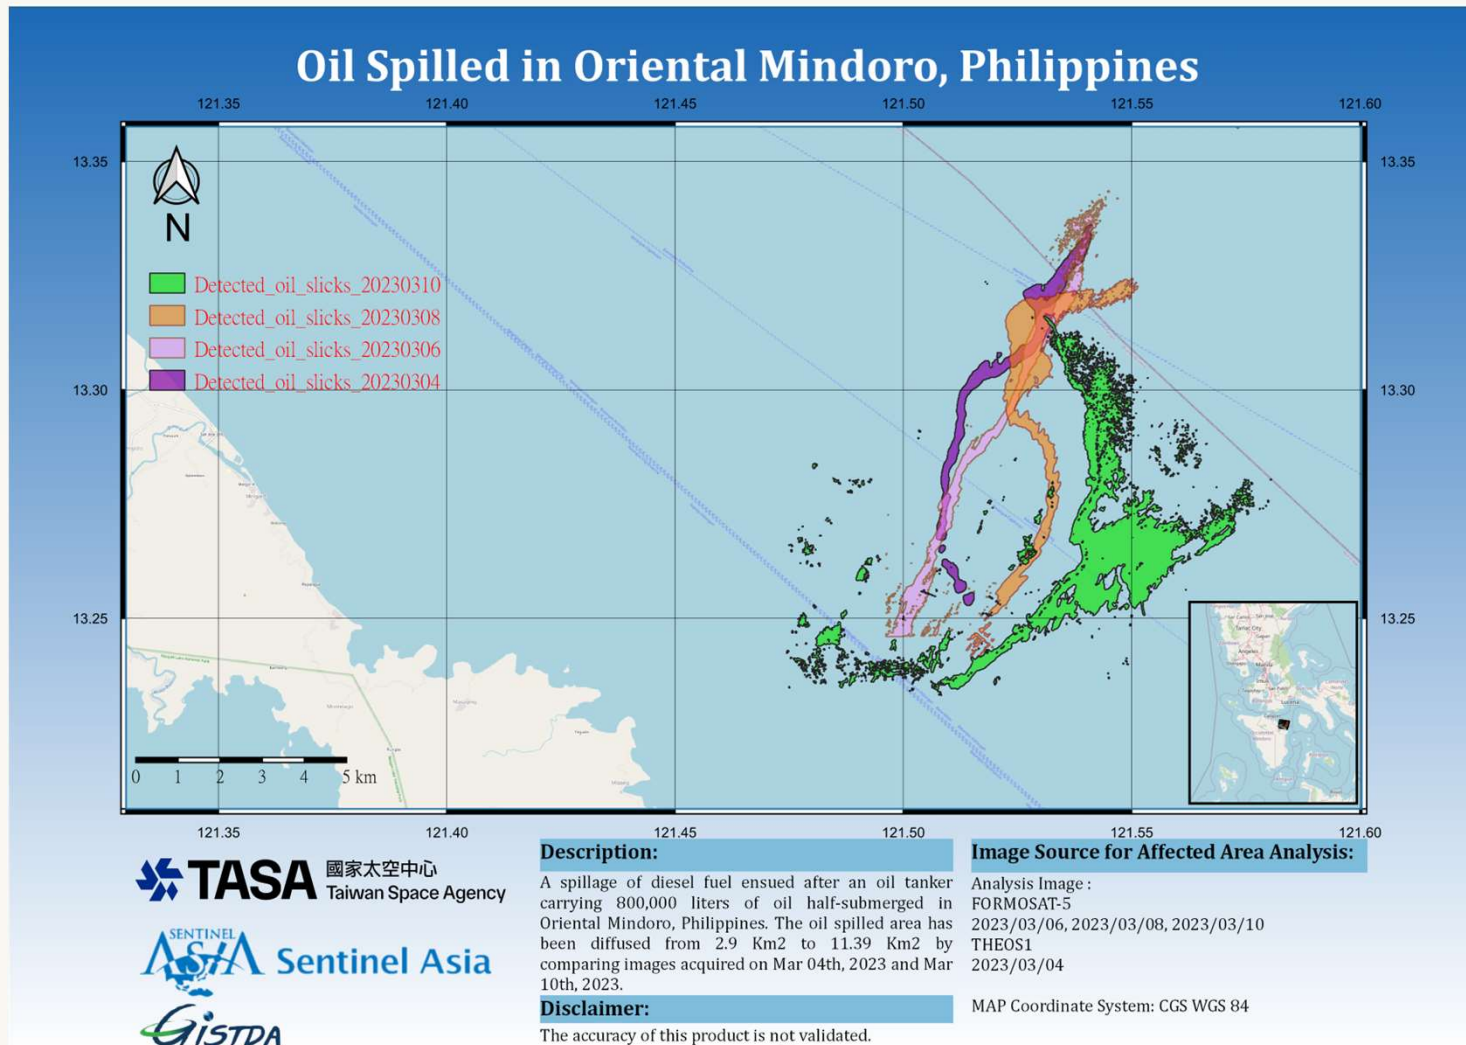 Oil Spilled in Oriental Mindoro, Philippines
121.35 121.40 121.45 121.50 121.55 121.60
13.35 13.35
N
Detected_oil_slicks_20230310
Detected_oil_slicks_20230308
Detected_oil_slicks_20230306
Detected_oil_slicks_20230304
13.30 13.30
13.25 13.25
0 1 2 3 4 5 km
121.35 121.40 121.45 121.50 121.55 121.60
TASA 國家太空中心
Taiwan Space Agency
SENTINEL
ASIA Sentinel Asia
GISTDA
Description:
A spillage of diesel fuel ensued after an oil tanker
carrying 800,000 liters of oil half-submerged in
Oriental Mindoro, Philippines. The oil spilled area has
been diffused from 2.9 Km2 to 11.39 Km2 by
comparing images acquired on Mar 04th, 2023 and Mar
10th, 2023.
Disclaimer:
The accuracy of this product is not validated.
Image Source for Affected Area Analysis:
Analysis Image :
FORMOSAT-5
2023/03/06, 2023/03/08, 2023/03/10
THEOS1
2023/03/04
MAP Coordinate System: CGS WGS 84